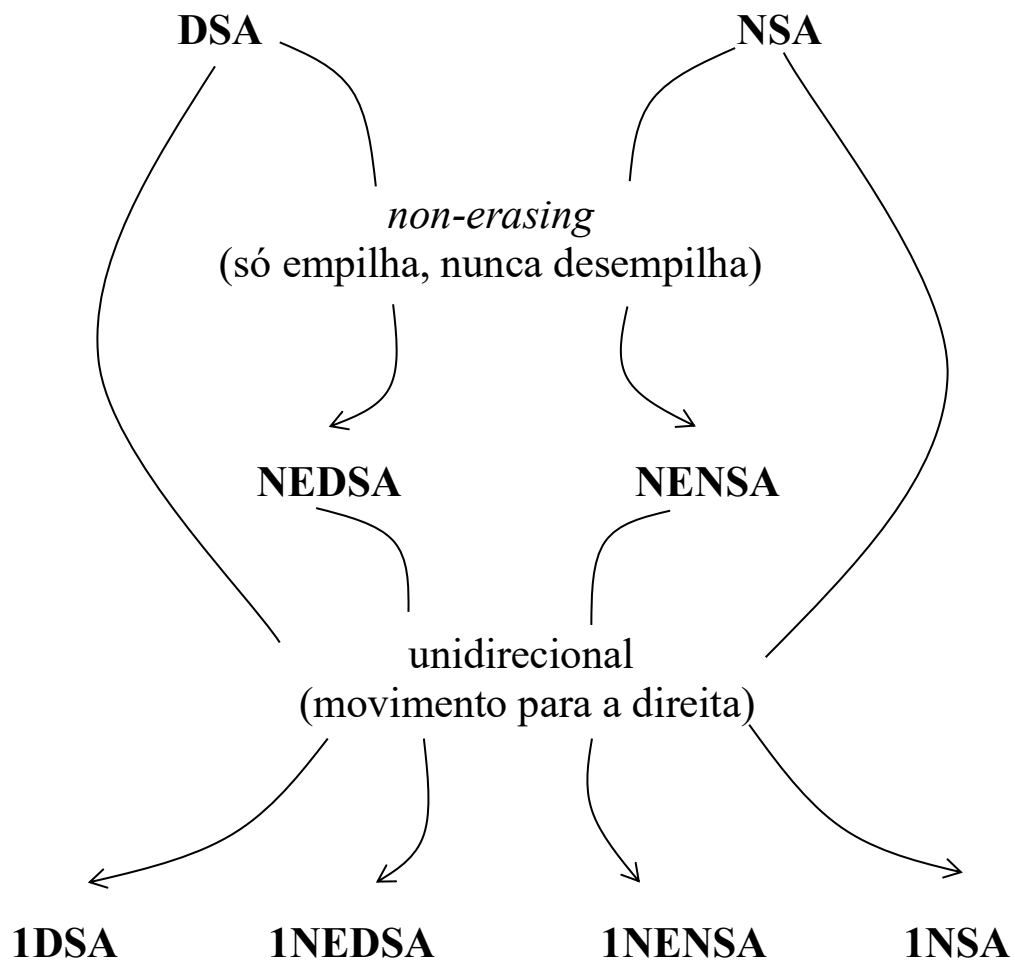 DSA NSA
non-erasing
(só empilha, nunca desempilha)
NEDSA NENSA
unidirecional
(movimento para a direita)
1DSA 1NEDSA 1NENSA 1NSA